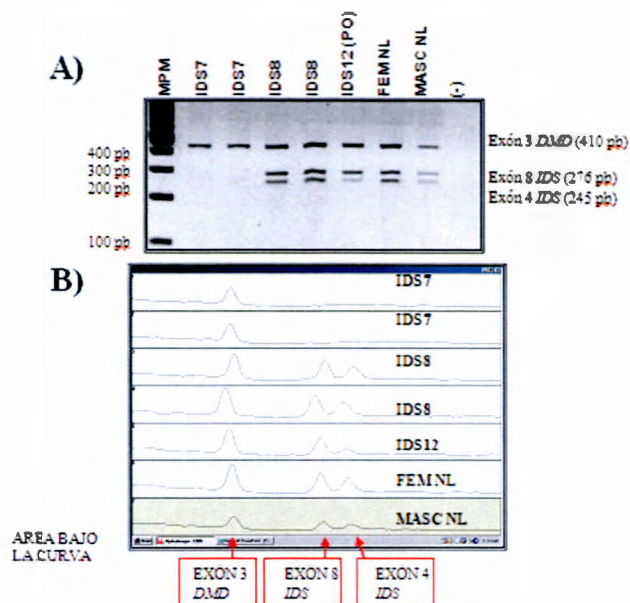 A)
MPM
IDS7
IDS7
IDS8
IDS8
IDS12 (PO)
FEM NL
MASC NL
(-)
400 pb
300 pb
200 pb
100 pb
Exón 3 DMD (410 pb)
Exón 8 IDS (276 pb)
Exón 4 IDS (245 pb)
B)
IDS7
IDS7
IDS8
IDS8
IDS12
FEM NL
MASC NL
AREA BAJO
LA CURVA
EXON 3
DMD
EXON 8
IDS
EXON 4
IDS